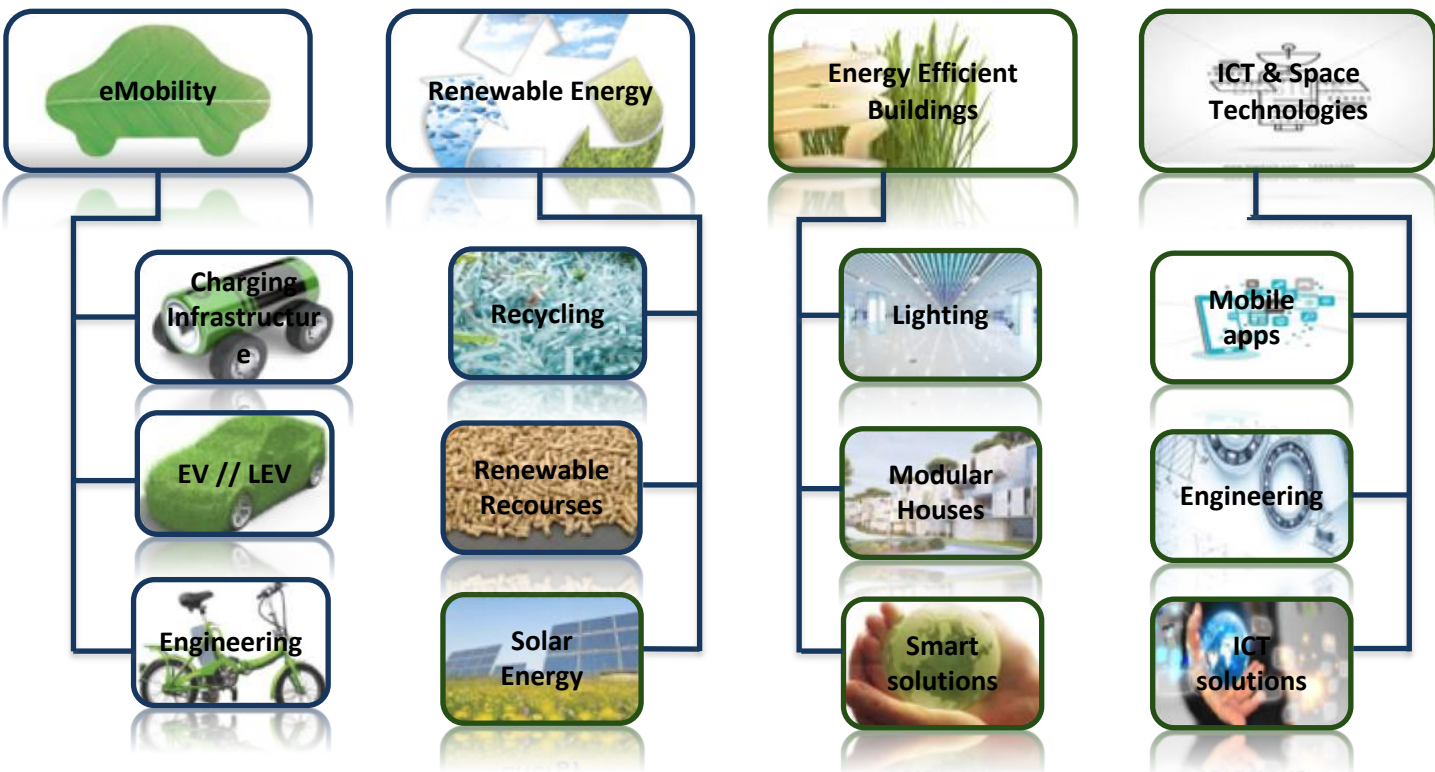 eMobility
Renewable Energy
Energy Efficient
Buildings
ICT & Space
Technologies
Charging
Infrastructur
e
EV // LEV
Engineering
Recycling
Renewable
Recourses
Solar
Energy
Lighting
Modular
Houses
Smart
solutions
Mobile
apps
Engineering
ICT
solutions